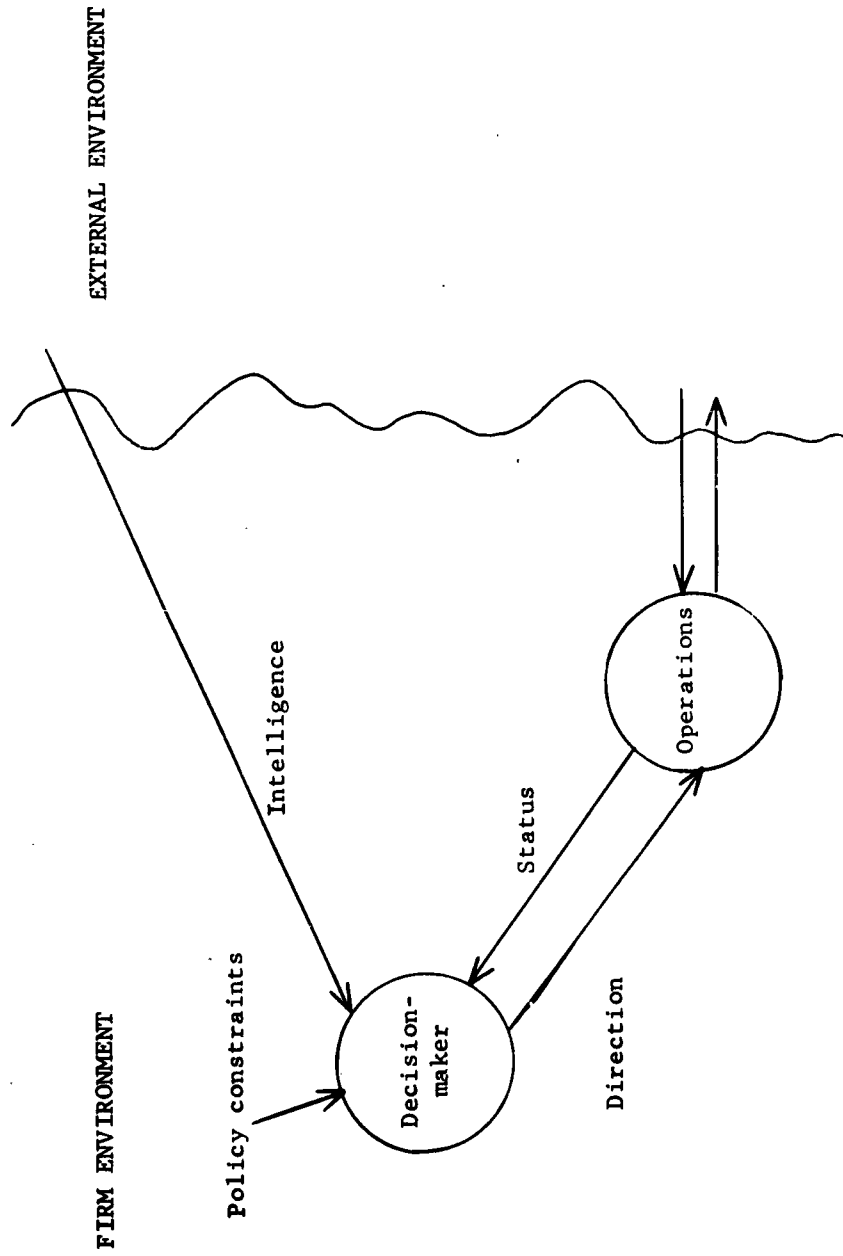 FIRM ENVIRONMENT
EXTERNAL ENVIRONMENT
Policy constraints
Intelligence
Decision-
maker
Status
Direction
Operations